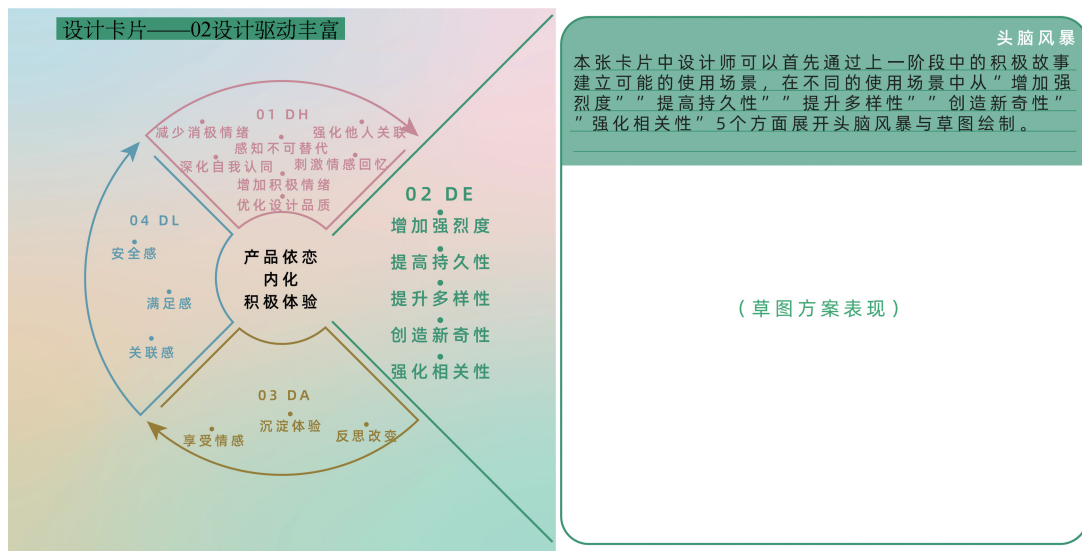 设计卡片——02设计驱动丰富
01 DH
减少消极情绪
强化他人关联
感知不可替代
深化自我认同
刺激情感回忆
增加积极情绪
优化设计品质
02 DE
增加强烈度
提高持久性
提升多样性
创造新奇性
强化相关性
04 DL
安全感
满足感
关联感
产品依恋
内化
积极体验
03 DA
享受情感
沉淀体验
反思改变
头脑风暴
本张卡片中设计师可以首先通过上一阶段中的积极故事
建立可能的使用场景，在不同的使用场景中从”增加强
烈度””提高持久性””提升多样性””创造新奇性”
”强化相关性”5个方面展开头脑风暴与草图绘制。
（草图方案表现）